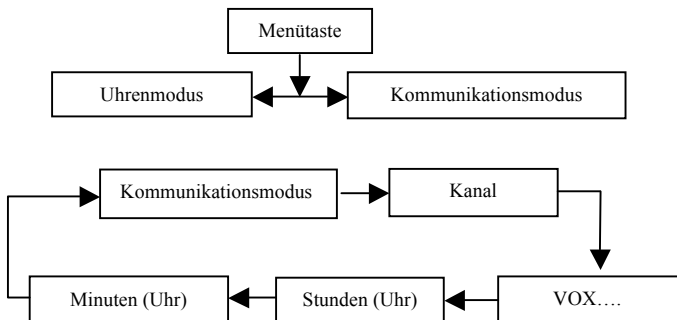 Menütaste
Uhrenmodus
Kommunikationsmodus
Kommunikationsmodus
Kanal
Minuten (Uhr)
Stunden (Uhr)
VOX….